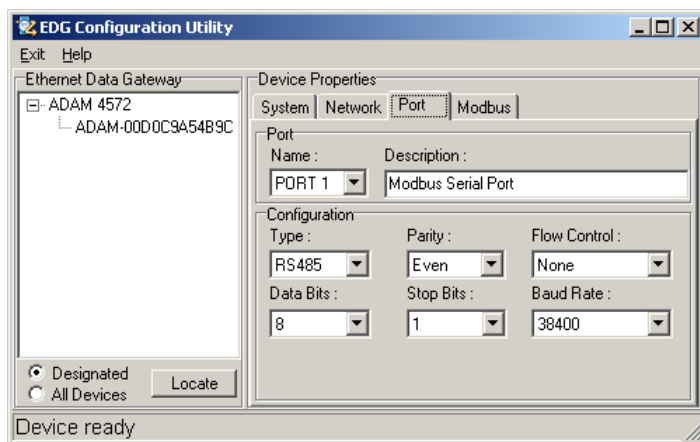 EDG Configuration Utility
Exit Help
Ethernet Data Gateway
ADAM 4572
ADAM-00D0C9A54B9C
Designated
All Devices
Locate
Device Properties
System Network Port Modbus
Port
Name : Description :
PORT 1 Modbus Serial Port
Configuration
Type : Parity : Flow Control :
RS485 Even None
Data Bits : Stop Bits : Baud Rate :
8 1 38400
Device ready